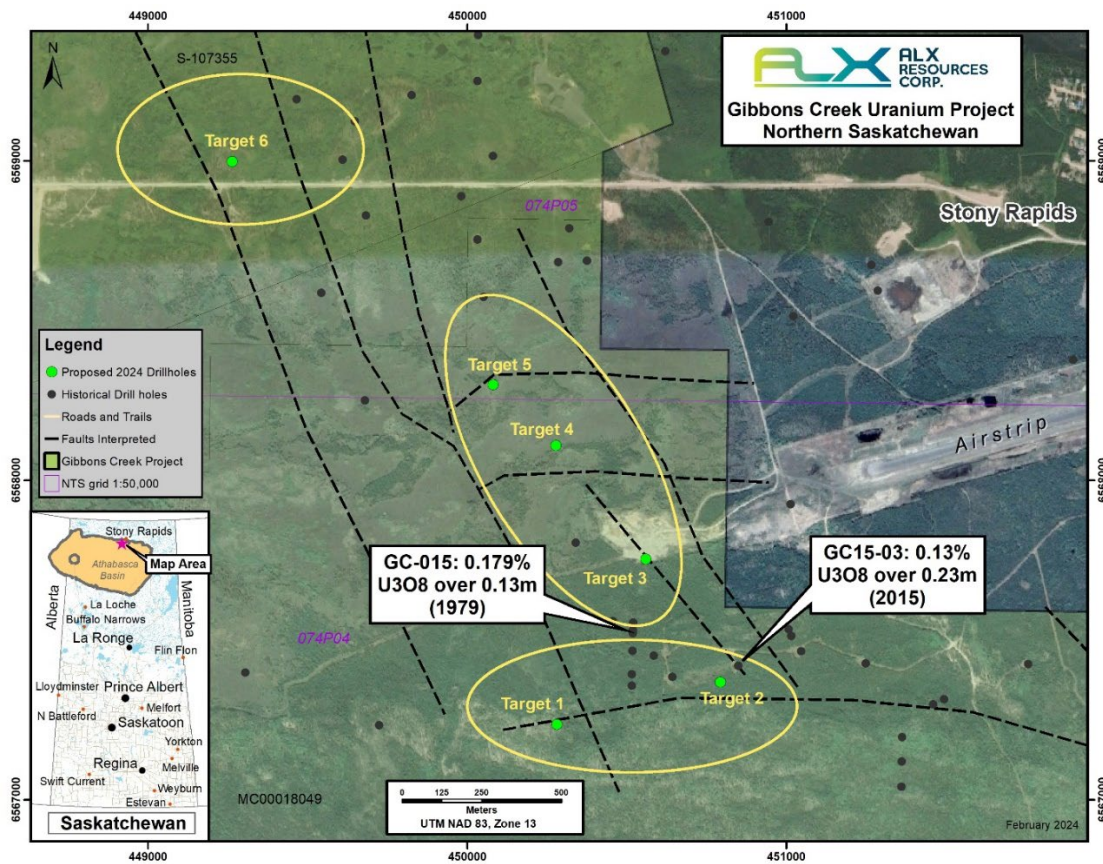 449000
450000
451000
N
S-107355
ALX
ALX
RESOURCES
CORP.
Gibbons Creek Uranium Project
Northern Saskatchewan
Target 6
6569000
6569000
074P05
Stony Rapids
Legend
Proposed 2024 Drillholes
Historical Drill holes
Roads and Trails
Faults Interpreted
Gibbons Creek Project
NTS grid 1:50,000
Target 5
Target 4
Airstrip
6568000
6568000
Target 3
GC-015: 0.179%
U3O8 over 0.13m
(1979)
GC15-03: 0.13%
U3O8 over 0.23m
(2015)
074P04
Target 1
Target 2
Stony Rapids
Map Area
Athabasca
Basin
Alberta
Manitoba
La Loche
Buffalo Narrows
La Ronge
Flin Flon
Lloydminster
Prince Albert
N Battleford
Melfort
Saskatoon
Yorkton
Regina
Melville
Swift Current
Weyburn
Estevan
Saskatchewan
MC00018049
0 125 250 500
Meters
UTM NAD 83, Zone 13
6567000
6567000
February 2024
449000
450000
451000